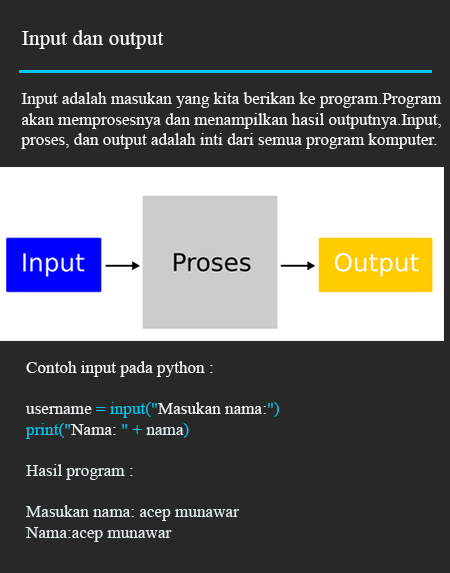 Input dan output
Input adalah masukan yang kita berikan ke program.Program
akan memprosesnya dan menampilkan hasil outputnya.Input,
proses, dan output adalah inti dari semua program komputer.
Input
Proses
Output
Contoh input pada python :
username = input("Masukan nama:")
print("Nama: " + nama)
Hasil program :
Masukan nama: acep munawar
Nama:acep munawar